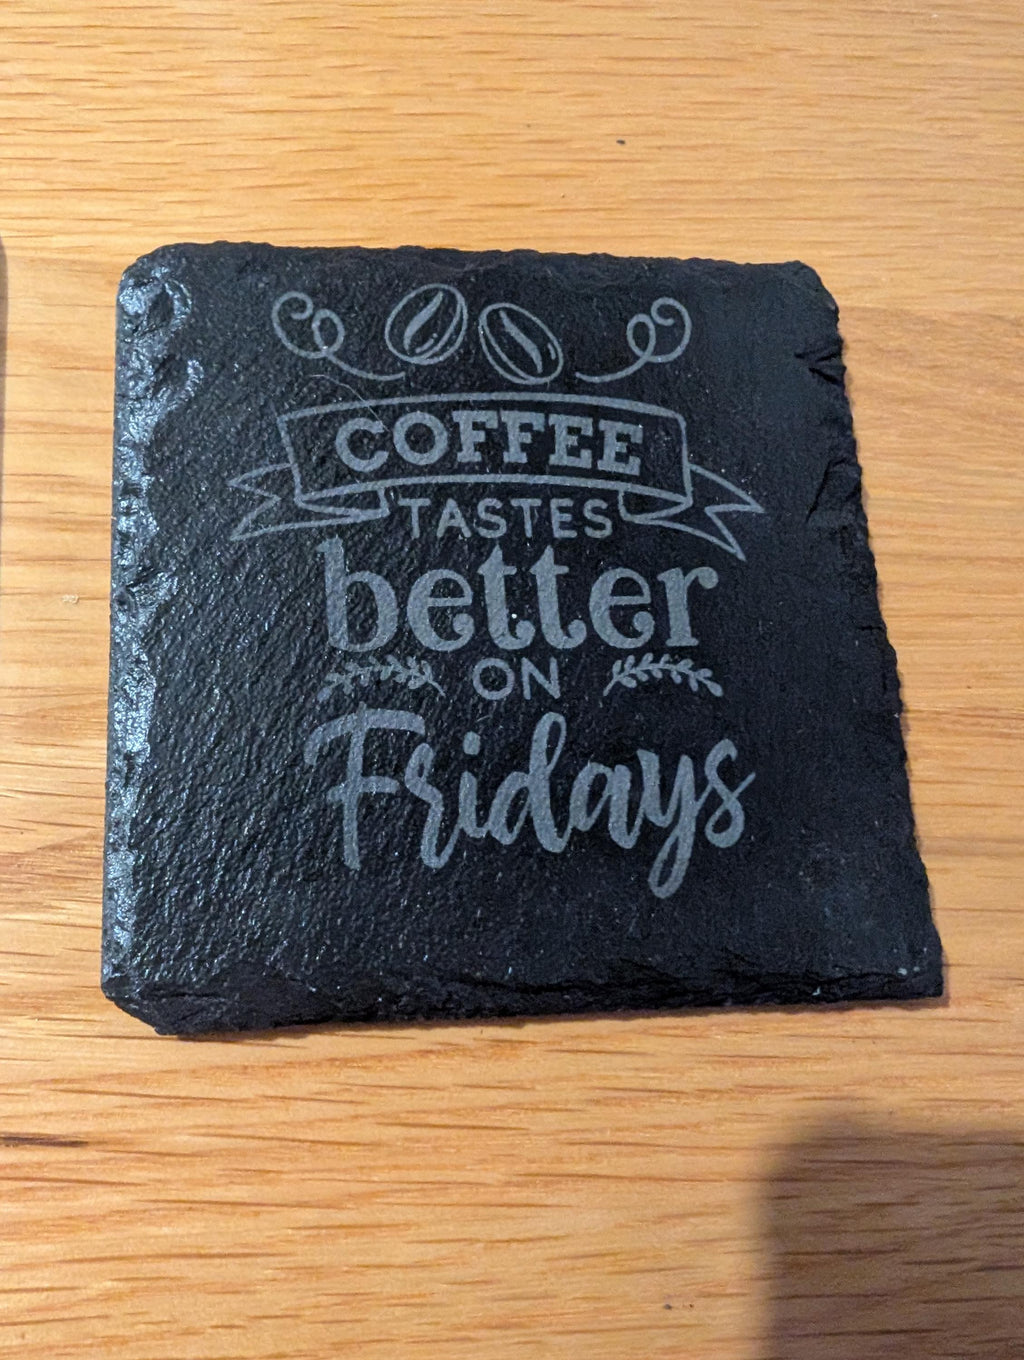 COFFEE
TASTES
better
ON
Fridays